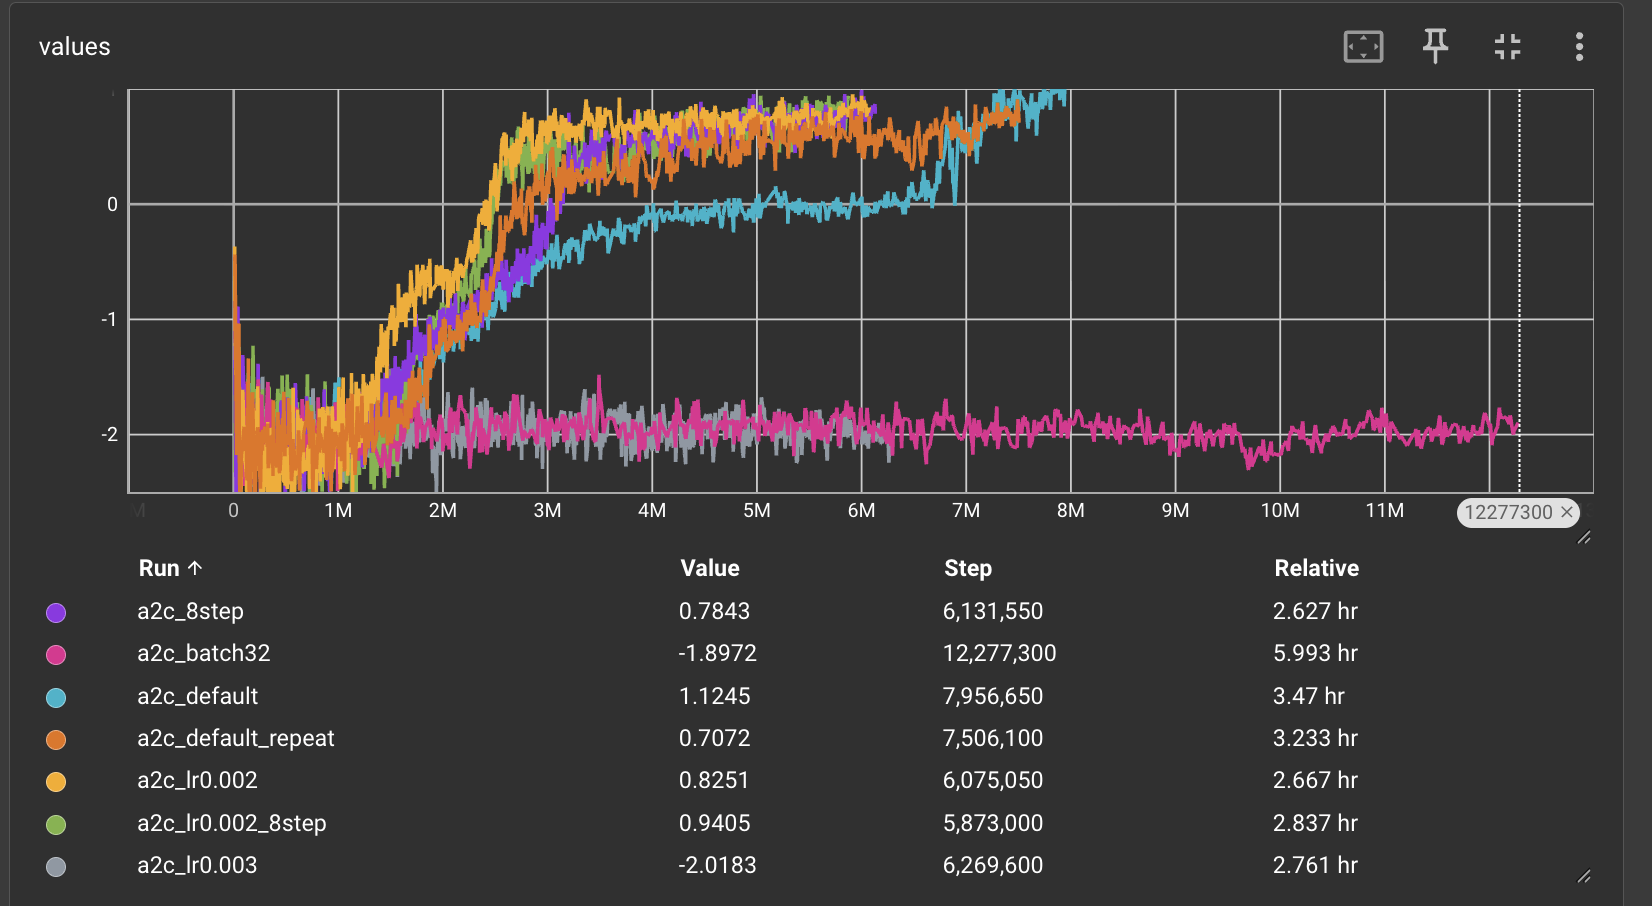 values
0
-1
-2
M 0 1M 2M 3M 4M 5M 6M 7M 8M 9M 10M 11M 12277300 ×
Run ↑ Value Step Relative
a2c_8step 0.7843 6,131,550 2.627 hr
a2c_batch32 -1.8972 12,277,300 5.993 hr
a2c_default 1.1245 7,956,650 3.47 hr
a2c_default_repeat 0.7072 7,506,100 3.233 hr
a2c_lr0.002 0.8251 6,075,050 2.667 hr
a2c_lr0.002_8step 0.9405 5,873,000 2.837 hr
a2c_lr0.003 -2.0183 6,269,600 2.761 hr